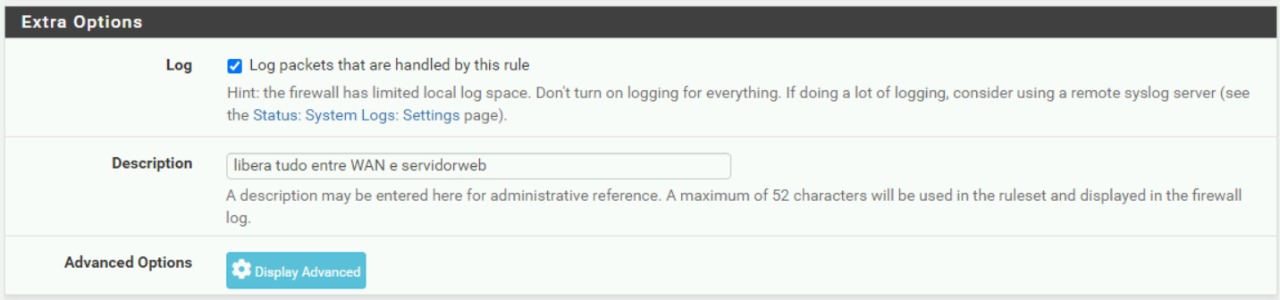 Extra Options
Log
Log packets that are handled by this rule
Hint: the firewall has limited local log space. Don't turn on logging for everything. If doing a lot of logging, consider using a remote syslog server (see
the Status: System Logs: Settings page).
Description
libera tudo entre WAN e servidorweb
A description may be entered here for administrative reference. A maximum of 52 characters will be used in the ruleset and displayed in the firewall
log.
Advanced Options
Display Advanced